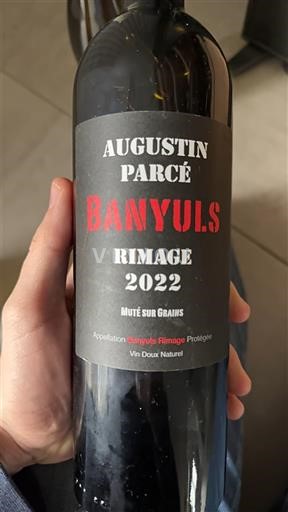 AUGUSTIN
PARCÉ
BANYULS
RIMAGE
2022
MUTÉ SUR GRAINS
Appellation Banyuls Rimage Protégée
Vin Doux Naturel